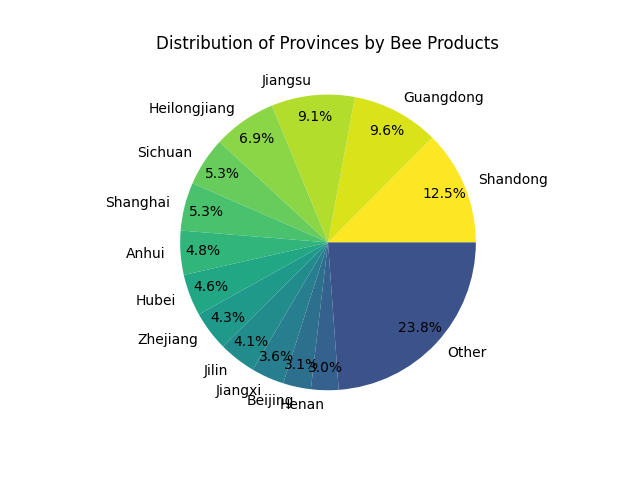 Distribution of Provinces by Bee Products
Shandong
12.5%
Guangdong
9.6%
Jiangsu
9.1%
Heilongjiang
6.9%
Sichuan
5.3%
Shanghai
5.3%
Anhui
4.8%
Hubei
4.6%
Zhejiang
4.3%
Jilin
4.1%
Jiangxi
3.6%
Beijing
3.1%
Henan
3.0%
Other
23.8%